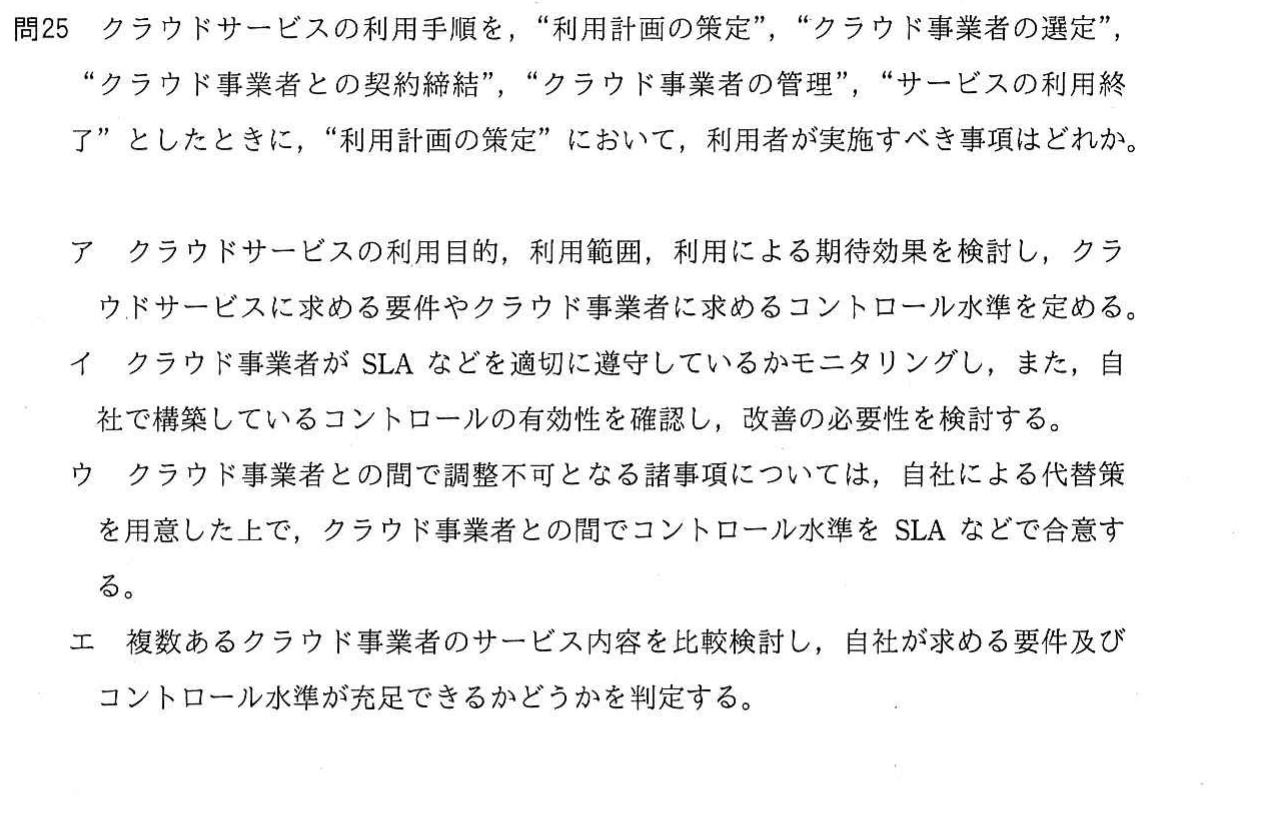 問25　クラウドサービスの利用手順を，“利用計画の策定”，“クラウド事業者の選定”，
“クラウド事業者との契約締結”，“クラウド事業者の管理”，“サービスの利用終
了”としたときに，“利用計画の策定”において，利用者が実施すべき事項はどれか。
ア　クラウドサービスの利用目的，利用範囲，利用による期待効果を検討し，クラ
ウドサービスに求める要件やクラウド事業者に求めるコントロール水準を定める。
イ　クラウド事業者が SLA などを適切に遵守しているかモニタリングし，また，自
社で構築しているコントロールの有効性を確認し，改善の必要性を検討する。
ウ　クラウド事業者との間で調整不可となる諸事項については，自社による代替策
を用意した上で，クラウド事業者との間でコントロール水準を SLA などで合意す
る。
エ　複数あるクラウド事業者のサービス内容を比較検討し，自社が求める要件及び
コントロール水準が充足できるかどうかを判定する。